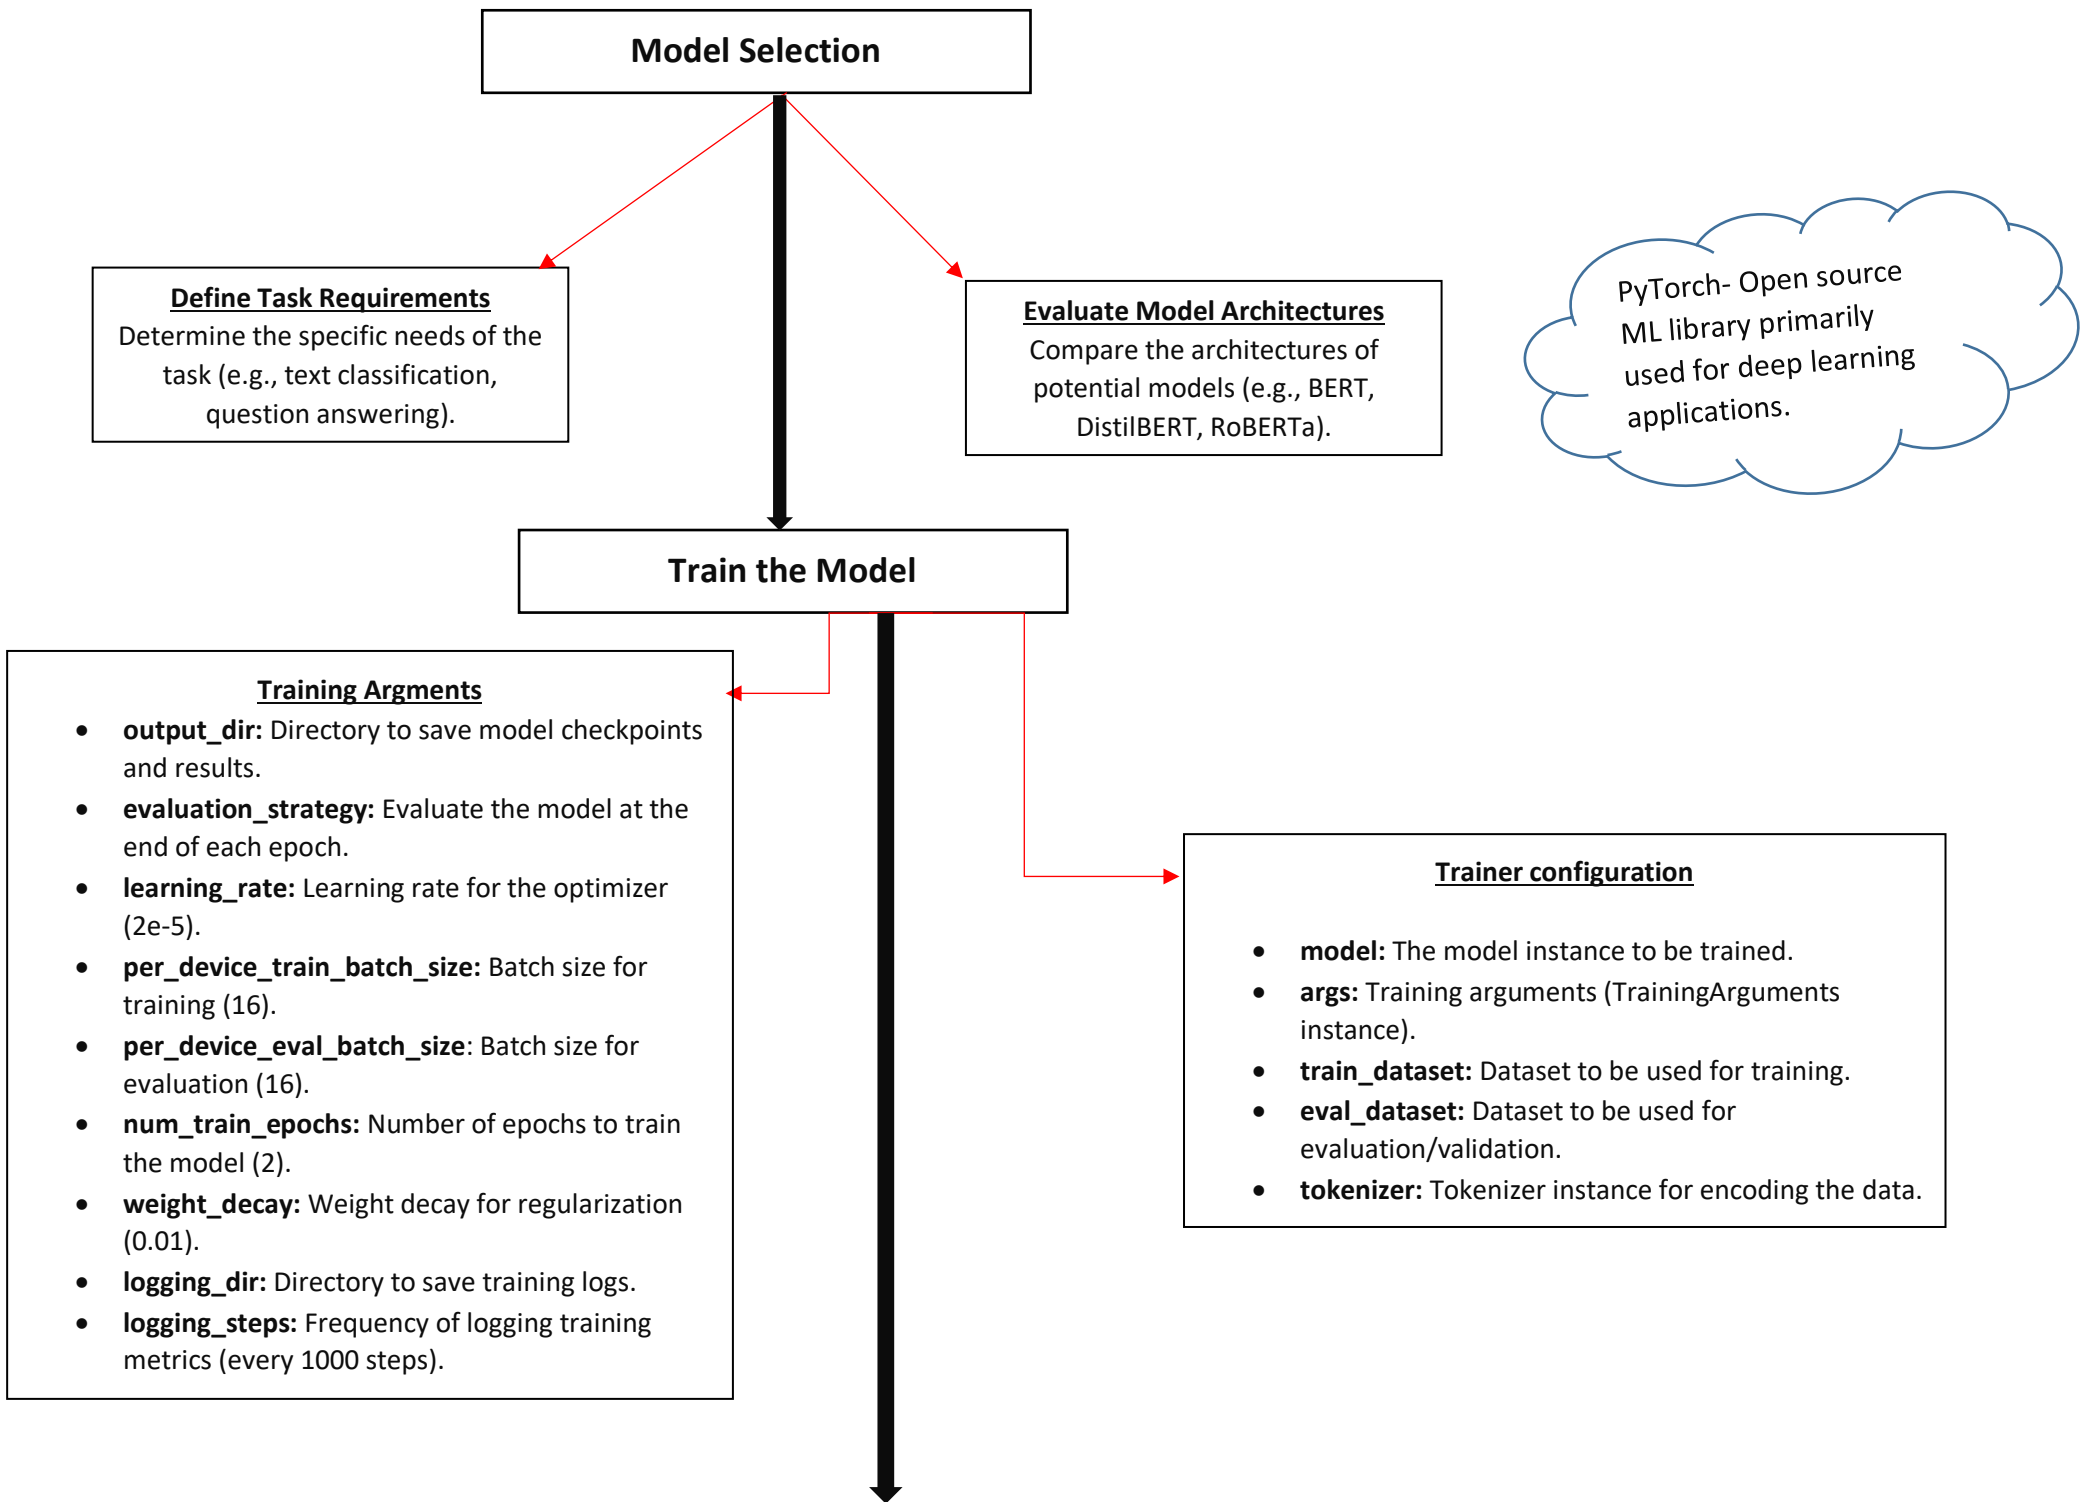 Model Selection
Define Task Requirements
Determine the specific needs of the
task (e.g., text classification,
question answering).
Evaluate Model Architectures
Compare the architectures of
potential models (e.g., BERT,
DistilBERT, RoBERTa).
PyTorch- Open source
ML library primarily
used for deep learning
applications.
Train the Model
Training Argments
• output_dir: Directory to save model checkpoints
and results.
• evaluation_strategy: Evaluate the model at the
end of each epoch.
• learning_rate: Learning rate for the optimizer
(2e-5).
• per_device_train_batch_size: Batch size for
training (16).
• per_device_eval_batch_size: Batch size for
evaluation (16).
• num_train_epochs: Number of epochs to train
the model (2).
• weight_decay: Weight decay for regularization
(0.01).
• logging_dir: Directory to save training logs.
• logging_steps: Frequency of logging training
metrics (every 1000 steps).
Trainer configuration
• model: The model instance to be trained.
• args: Training arguments (TrainingArguments
instance).
• train_dataset: Dataset to be used for training.
• eval_dataset: Dataset to be used for
evaluation/validation.
• tokenizer: Tokenizer instance for encoding the data.